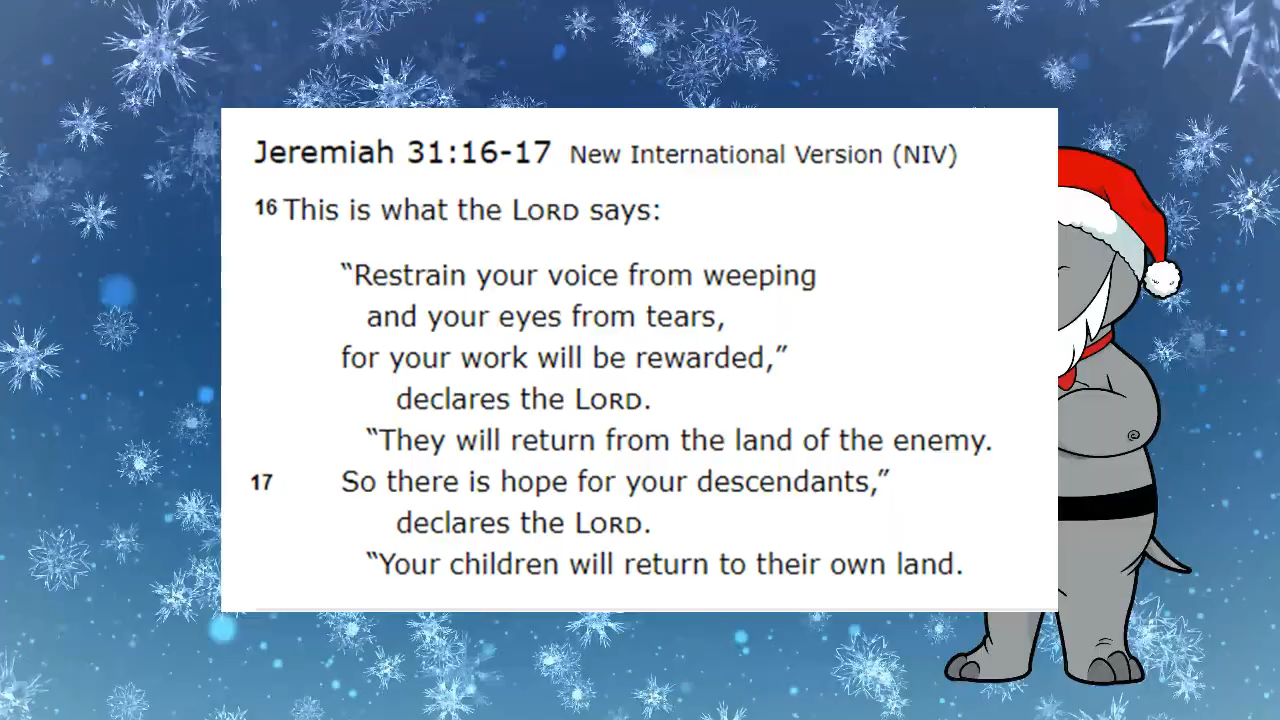 Jeremiah 31:16-17 New International Version (NIV)
16 This is what the LORD says:
“Restrain your voice from weeping
and your eyes from tears,
for your work will be rewarded,”
declares the LORD.
“They will return from the land of the enemy.
17 So there is hope for your descendants,”
declares the LORD.
“Your children will return to their own land.